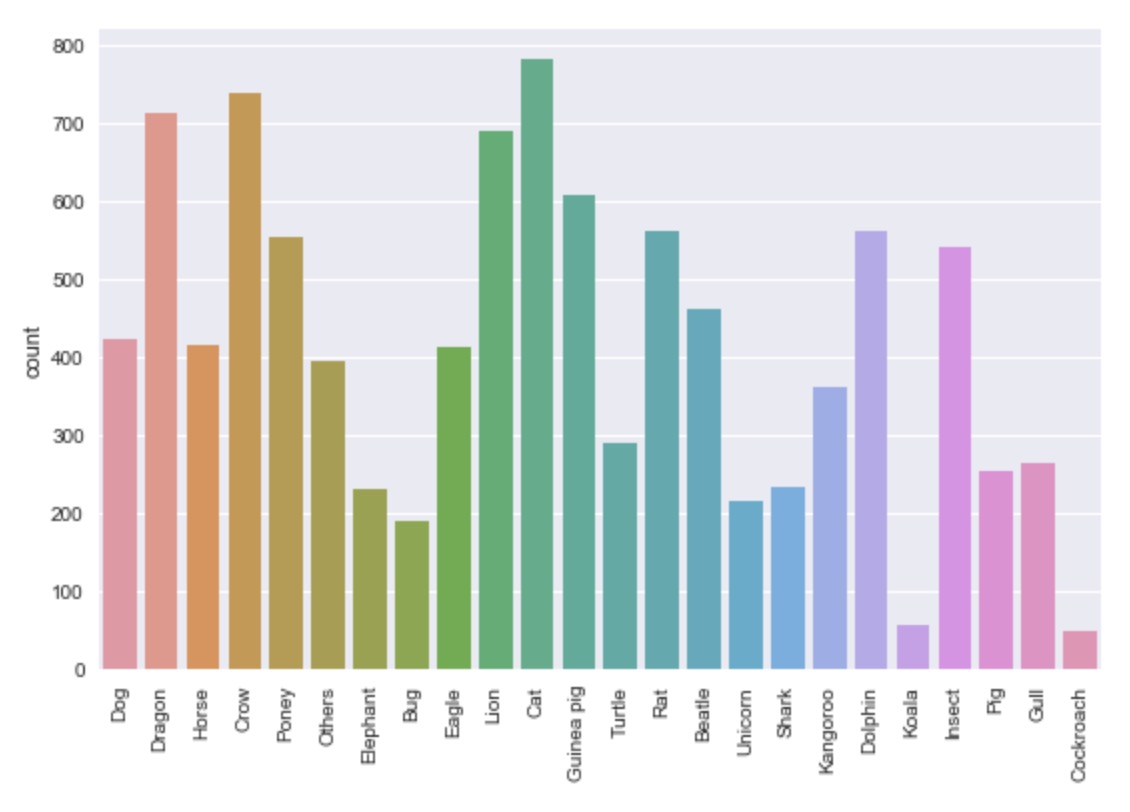 800
700
600
500
400
300
200
100
0
count
Dog
Dragon
Horse
Crow
Poney
Others
Elephant
Bug
Eagle
Lion
Cat
Guinea pig
Turtle
Rat
Beatle
Unicorn
Shark
Kangoroo
Dolphin
Koala
Insect
Pig
Gull
Cockroach